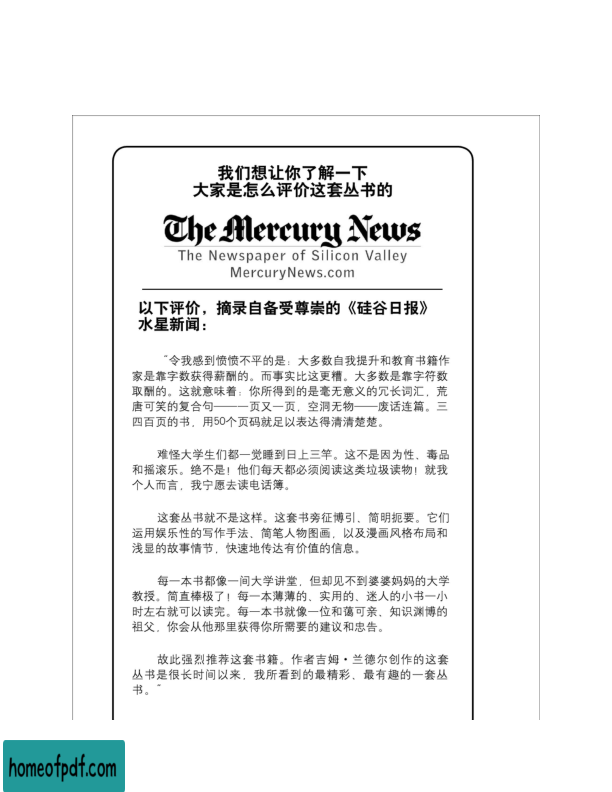 我们想让你了解一下
大家是怎么评价这套丛书的
The Mercury News
The Newspaper of Silicon Valley
MercuryNews.com
以下评价，摘录自备受尊崇的《硅谷日报》
水星新闻：
“令我感到愤愤不平的是：大多数自我提升和教育书籍作
家是靠字数获得薪酬的。而事实比这更糟。大多数是靠字符数
取酬的。这就意味着：你所得到的是毫无意义的冗长词汇，荒
唐可笑的复合句———一页又一页，空洞无物——废话连篇。三
四百页的书，用50个页码就足以表达得清清楚楚。
难怪大学生们都一觉睡到日上三竿。这不是因为性、毒品
和摇滚乐。绝不是！他们每天都必须阅读这类垃圾读物！就我
个人而言，我宁愿去读电话簿。
这套丛书就不是这样。这套书旁征博引、简明扼要。它们
运用娱乐性的写作手法、简笔人物图画，以及漫画风格布局和
浅显的故事情节，快速地传达有价值的信息。
每一本书都像一间大学讲堂，但却见不到婆婆妈妈的大学
教授。简直棒极了！每一本薄薄的、实用的、迷人的小书一小
时左右就可以读完。每一本书就像一位和蔼可亲、知识渊博的
祖父，你会从他那里获得你所需要的建议和忠告。
故此强烈推荐这套书籍。作者吉姆·兰德尔创作的这套
丛书是很长时间以来，我所看到的最精彩、最有趣的一套丛
书。”
homeofpdf.com